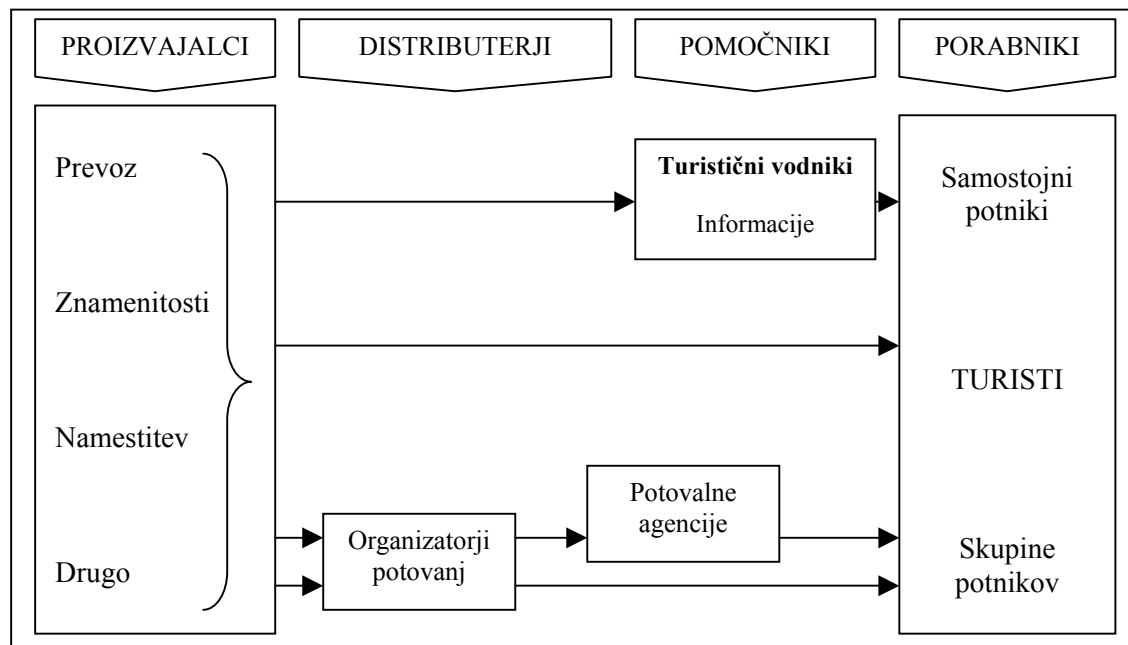 PROIZVAJALCI
DISTRIBUTERJI
POMOČNIKI
PORABNIKI
Prevoz
Znamenitosti
Namestitev
Drugo
Turistični vodniki
Informacije
Organizatorji
potovanj
Potovalne
agencije
Samostojni
potniki
TURISTI
Skupine
potnikov